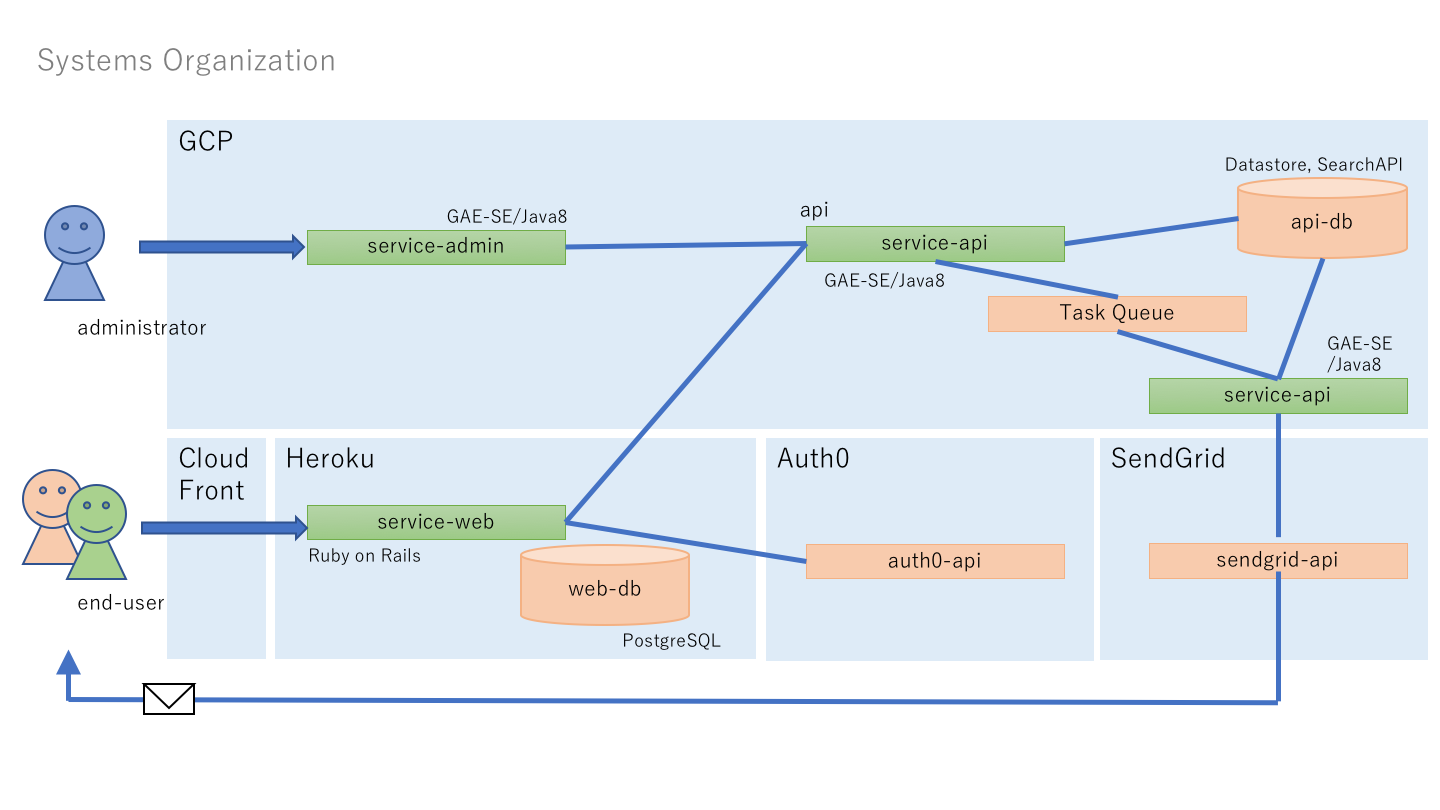 Systems Organization
GCP
Datastore, SearchAPI
GAE-SE/Java8
api
service-admin
service-api
api-db
GAE-SE/Java8
Task Queue
administrator
GAE-SE
/Java8
service-api
Cloud
Front
Heroku
Auth0
SendGrid
service-web
Ruby on Rails
auth0-api
sendgrid-api
web-db
end-user
PostgreSQL